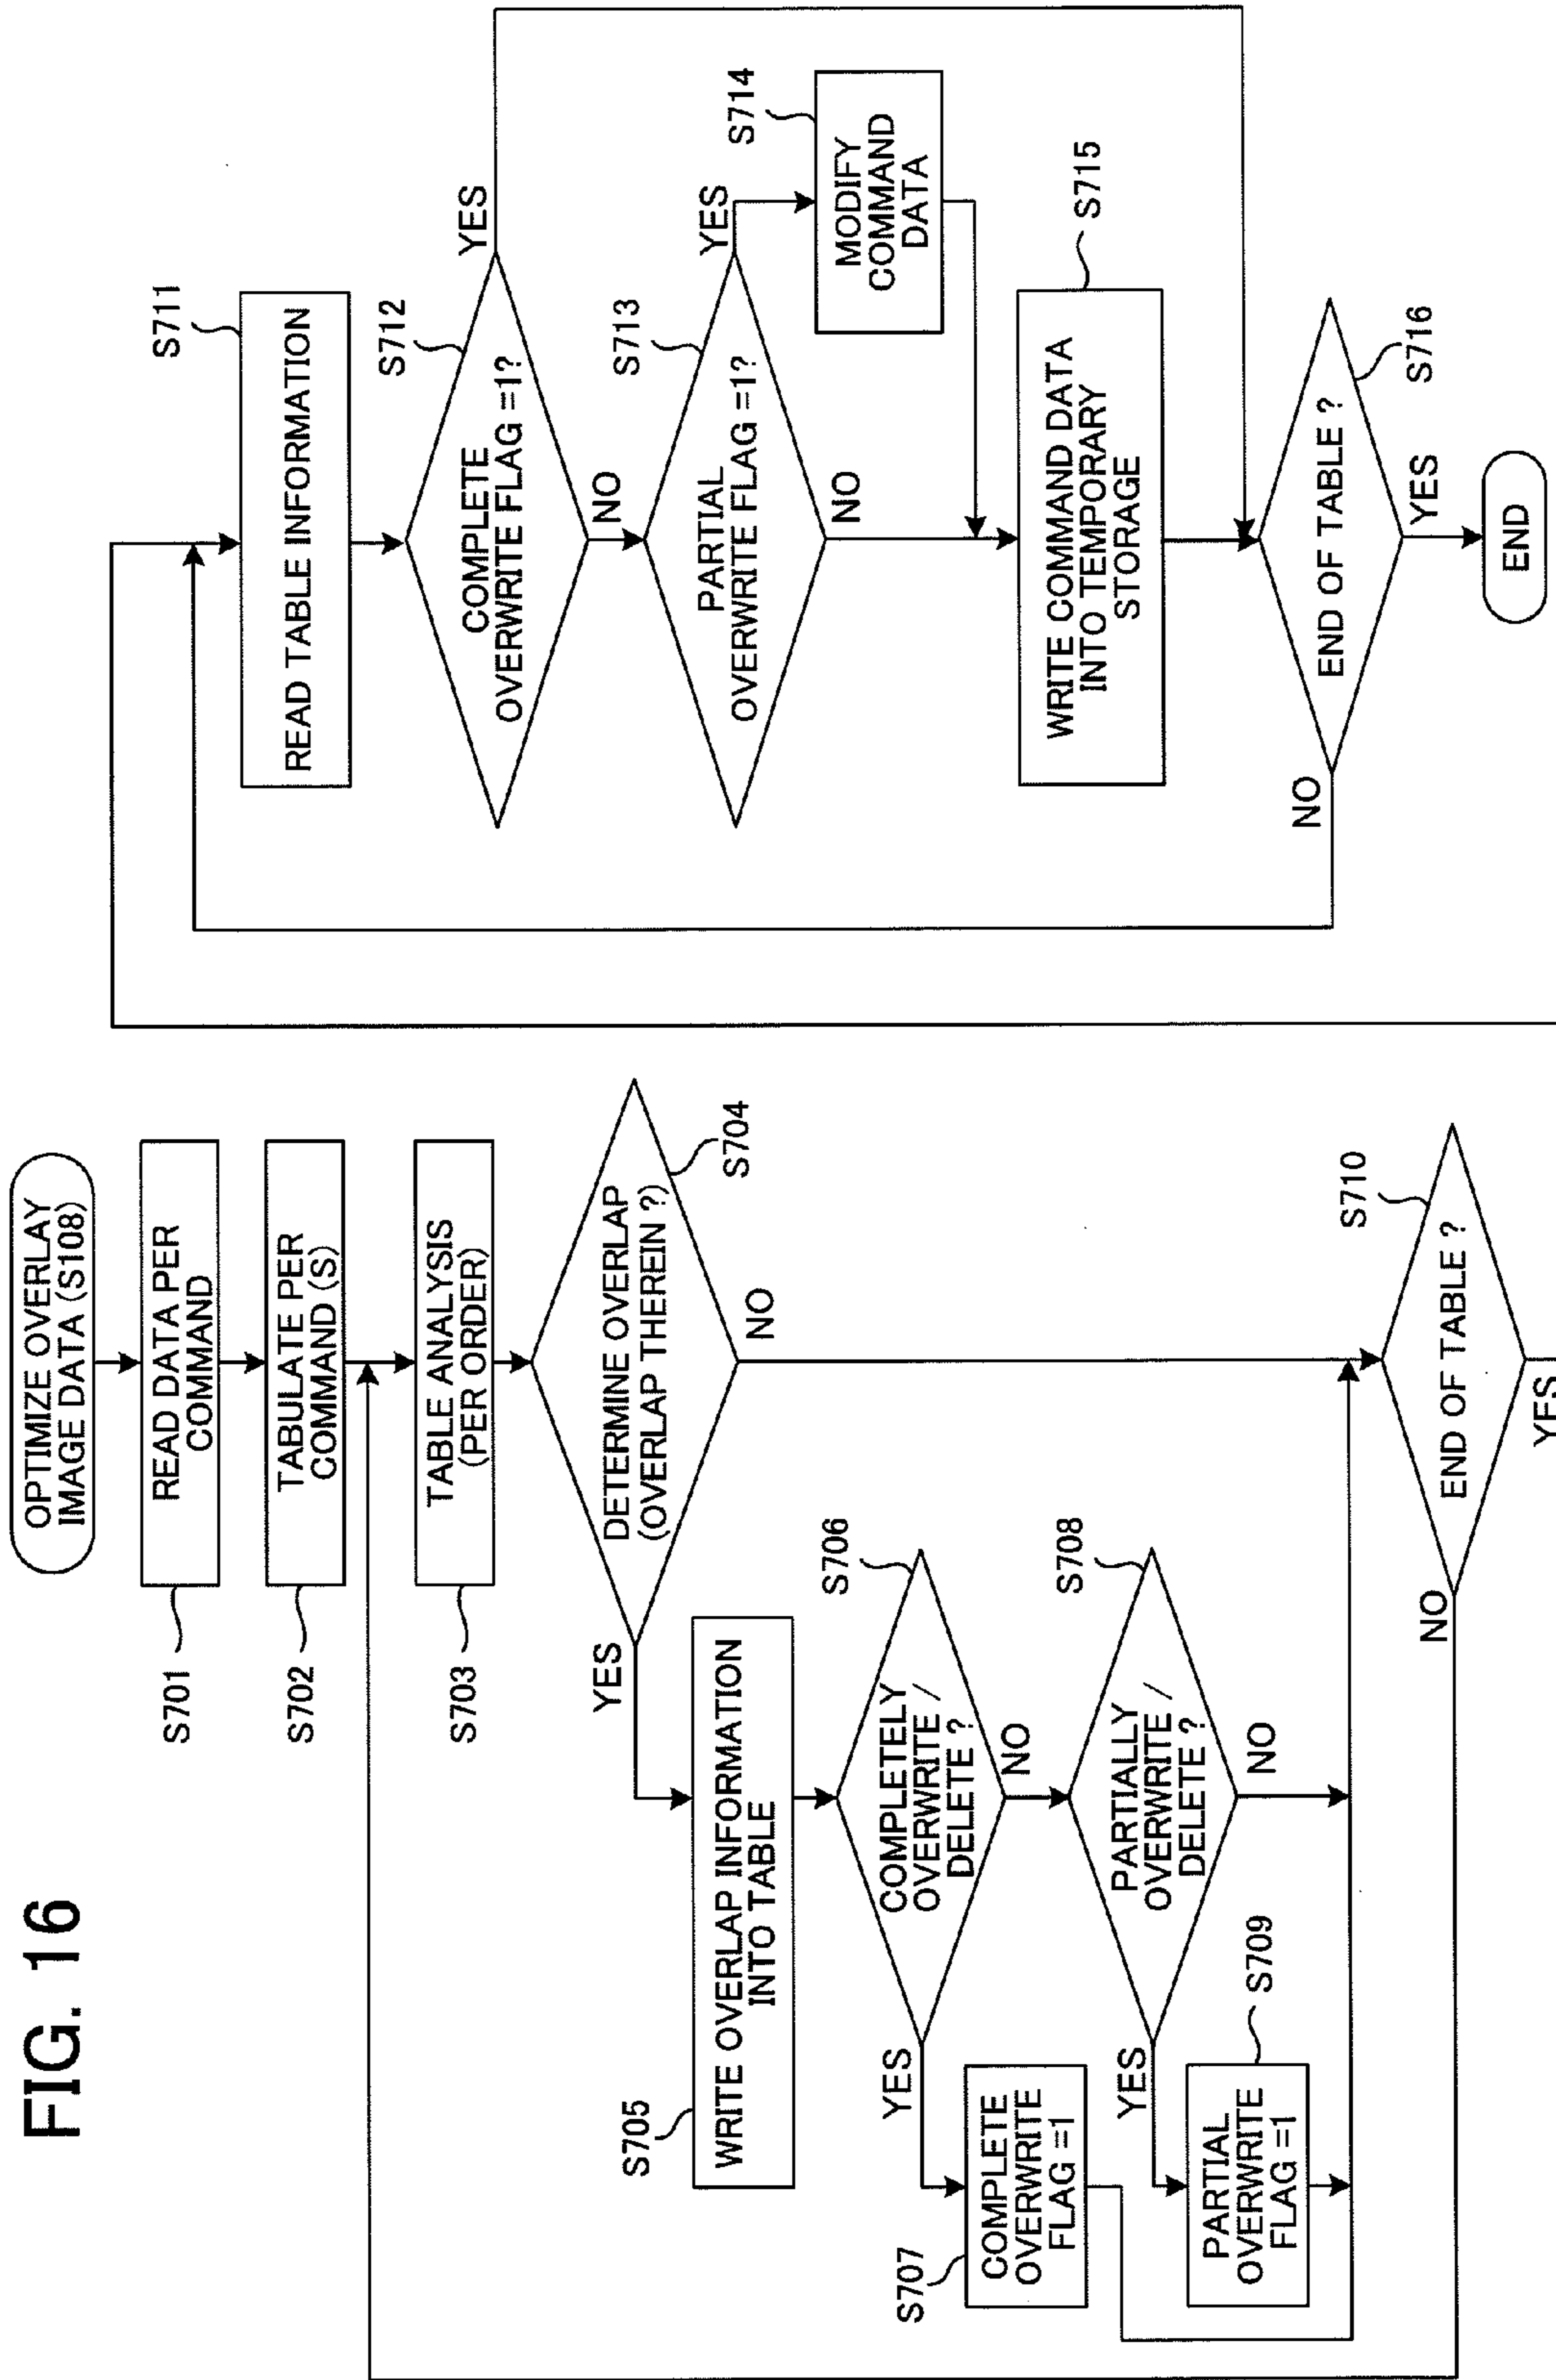 FIG. 16
OPTIMIZE OVERLAY
IMAGE DATA (S108)
S701
READ DATA PER
COMMAND
S702
TABULATE PER
COMMAND (S)
S703
TABLE ANALYSIS
(PER ORDER)
S704
DETERMINE OVERLAP
(OVERLAP THEREIN ?)
YES
NO
S705
WRITE OVERLAP INFORMATION
INTO TABLE
S706
COMPLETELY
OVERWRITE /
DELETE ?
YES
NO
S707
COMPLETE
OVERWRITE
FLAG =1
S708
PARTIALLY
OVERWRITE /
DELETE ?
YES
NO
S709
PARTIAL
OVERWRITE
FLAG =1
S710
END OF TABLE ?
NO
YES
S711
READ TABLE INFORMATION
S712
COMPLETE
OVERWRITE FLAG =1?
YES
NO
S713
PARTIAL
OVERWRITE FLAG =1?
YES
NO
S714
MODIFY
COMMAND
DATA
S715
WRITE COMMAND DATA
INTO TEMPORARY
STORAGE
S716
END OF TABLE ?
NO
YES
END